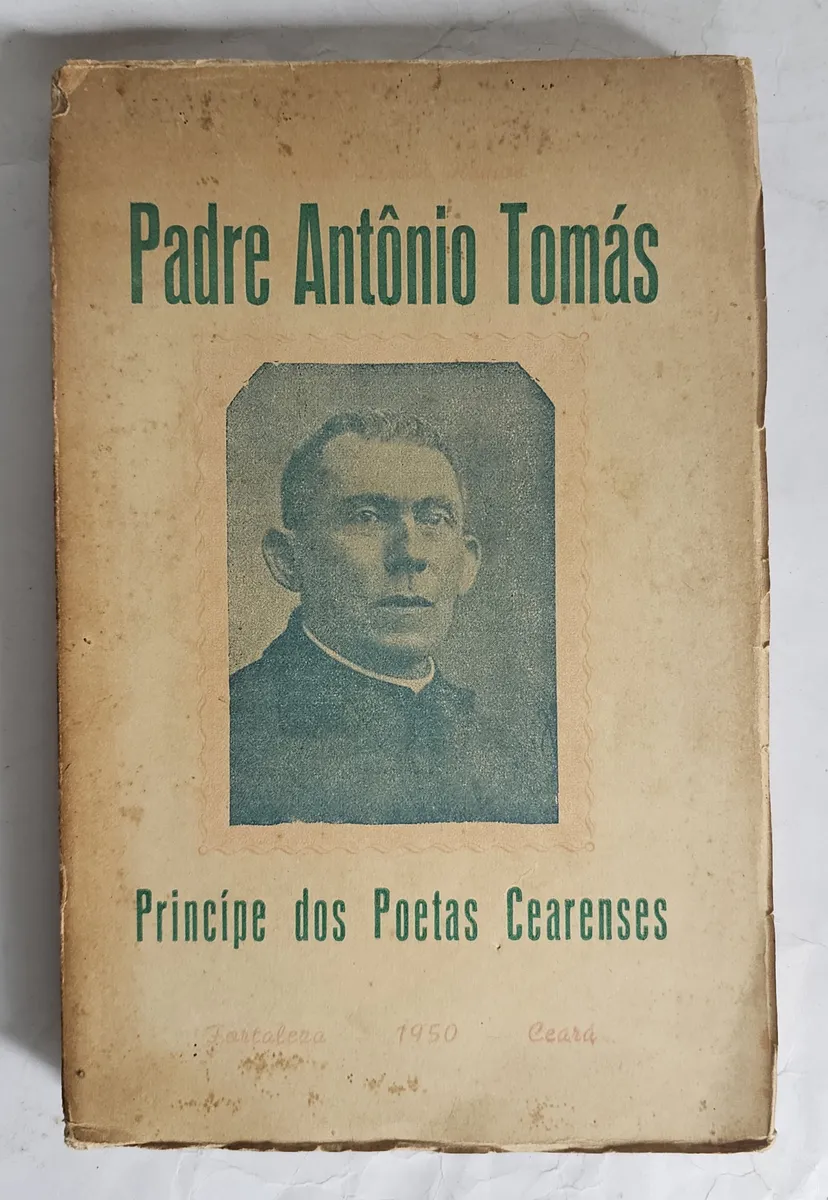 Padre Antônio Tomás
Princípe dos Poetas Cearenses
Fortaleza - 1950 - Ceará